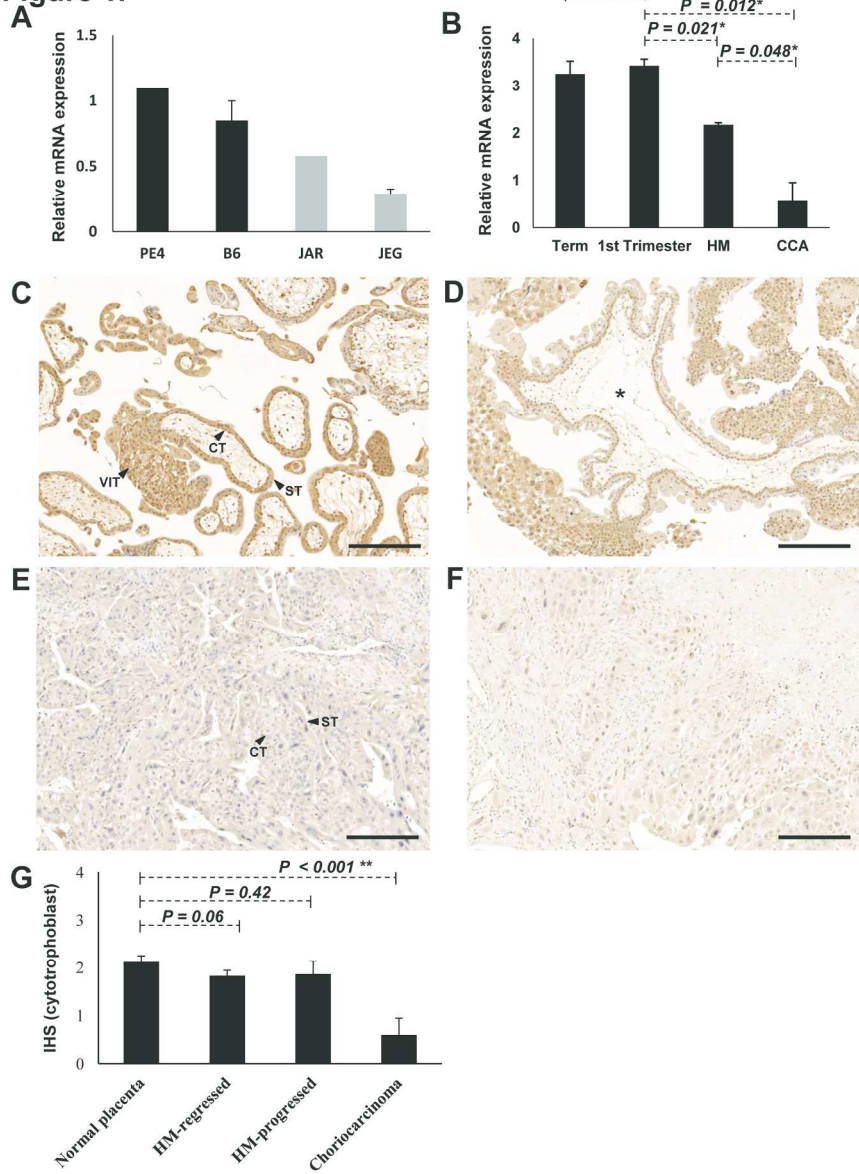 A
Relative mRNA expression
1.5
1
0.5
0
PE4 B6 JAR JEG
B
P = 0.012*
P = 0.021*
P = 0.048*
Relative mRNA expression
4
3
2
1
0
Term 1st Trimester HM CCA
C
CT
VIT
ST
D
*
E
ST
CT
F
G
P < 0.001 **
P = 0.42
P = 0.06
IHS (cytotrophoblast)
4
3
2
1
0
Normal placenta
HM-regressed
HM-progressed
Choriocarcinoma